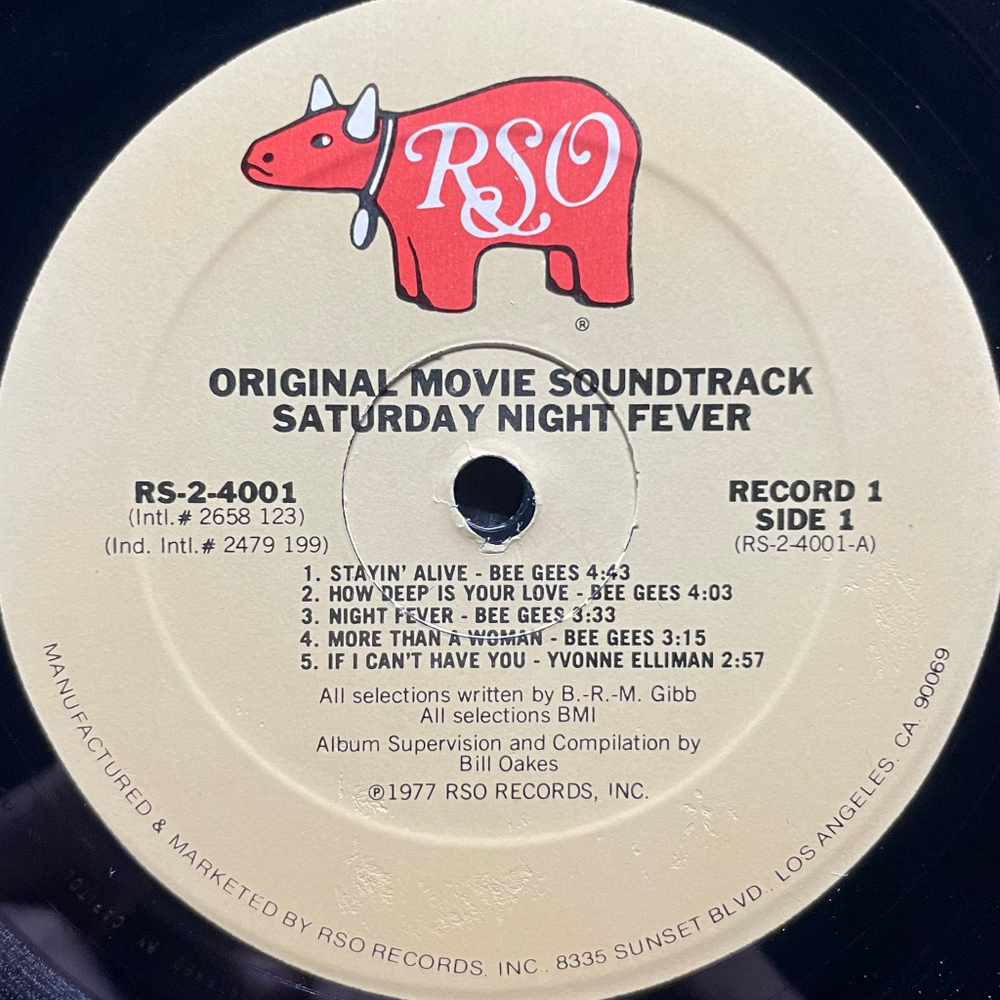 RSO
®
ORIGINAL MOVIE SOUNDTRACK
SATURDAY NIGHT FEVER
RS-2-4001
(Intl.# 2658 123)
(Ind. Intl.# 2479 199)
RECORD 1
SIDE 1
(RS-2-4001-A)
1. STAYIN' ALIVE - BEE GEES 4:43
2. HOW DEEP IS YOUR LOVE - BEE GEES 4:03
3. NIGHT FEVER - BEE GEES 3:33
4. MORE THAN A WOMAN - BEE GEES 3:15
5. IF I CAN'T HAVE YOU - YVONNE ELLIMAN 2:57
All selections written by B.-R.-M. Gibb
All selections BMI
Album Supervision and Compilation by
Bill Oakes
℗1977 RSO RECORDS, INC.
MANUFACTURED & MARKETED BY RSO RECORDS, INC., 8335 SUNSET BLVD., LOS ANGELES, CA. 90069